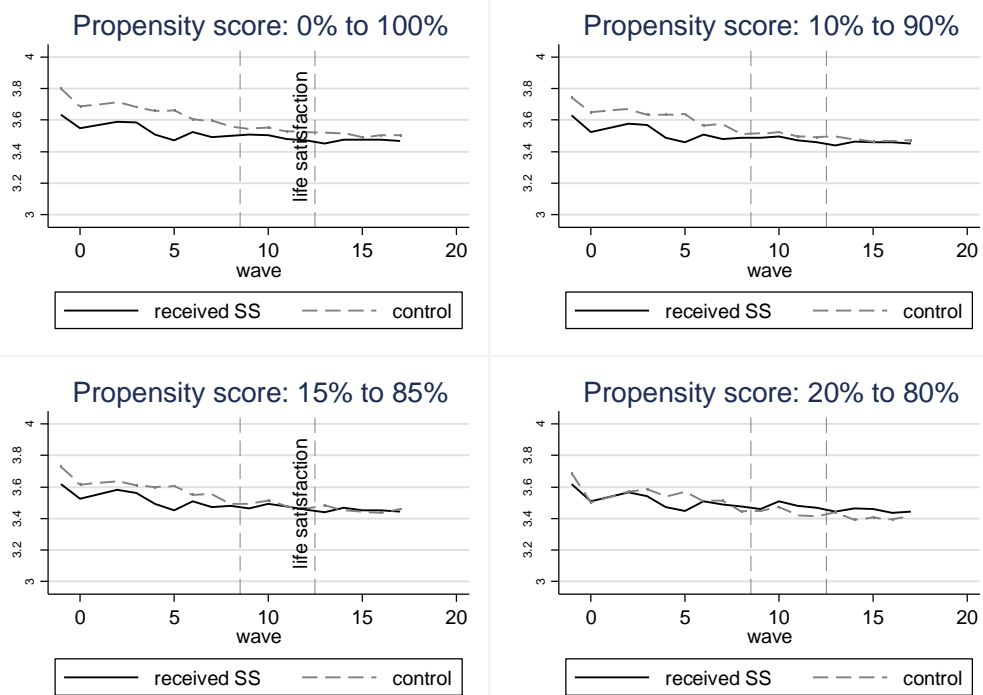 Propensity score: 0% to 100%
4
3.8
3.6
3.4
3.2
3
life satisfaction
0 5 10 15 20
wave
received SS control
Propensity score: 10% to 90%
4
3.8
3.6
3.4
3.2
3
0 5 10 15 20
wave
received SS control
Propensity score: 15% to 85%
4
3.8
3.6
3.4
3.2
3
life satisfaction
0 5 10 15 20
wave
received SS control
Propensity score: 20% to 80%
4
3.8
3.6
3.4
3.2
3
0 5 10 15 20
wave
received SS control